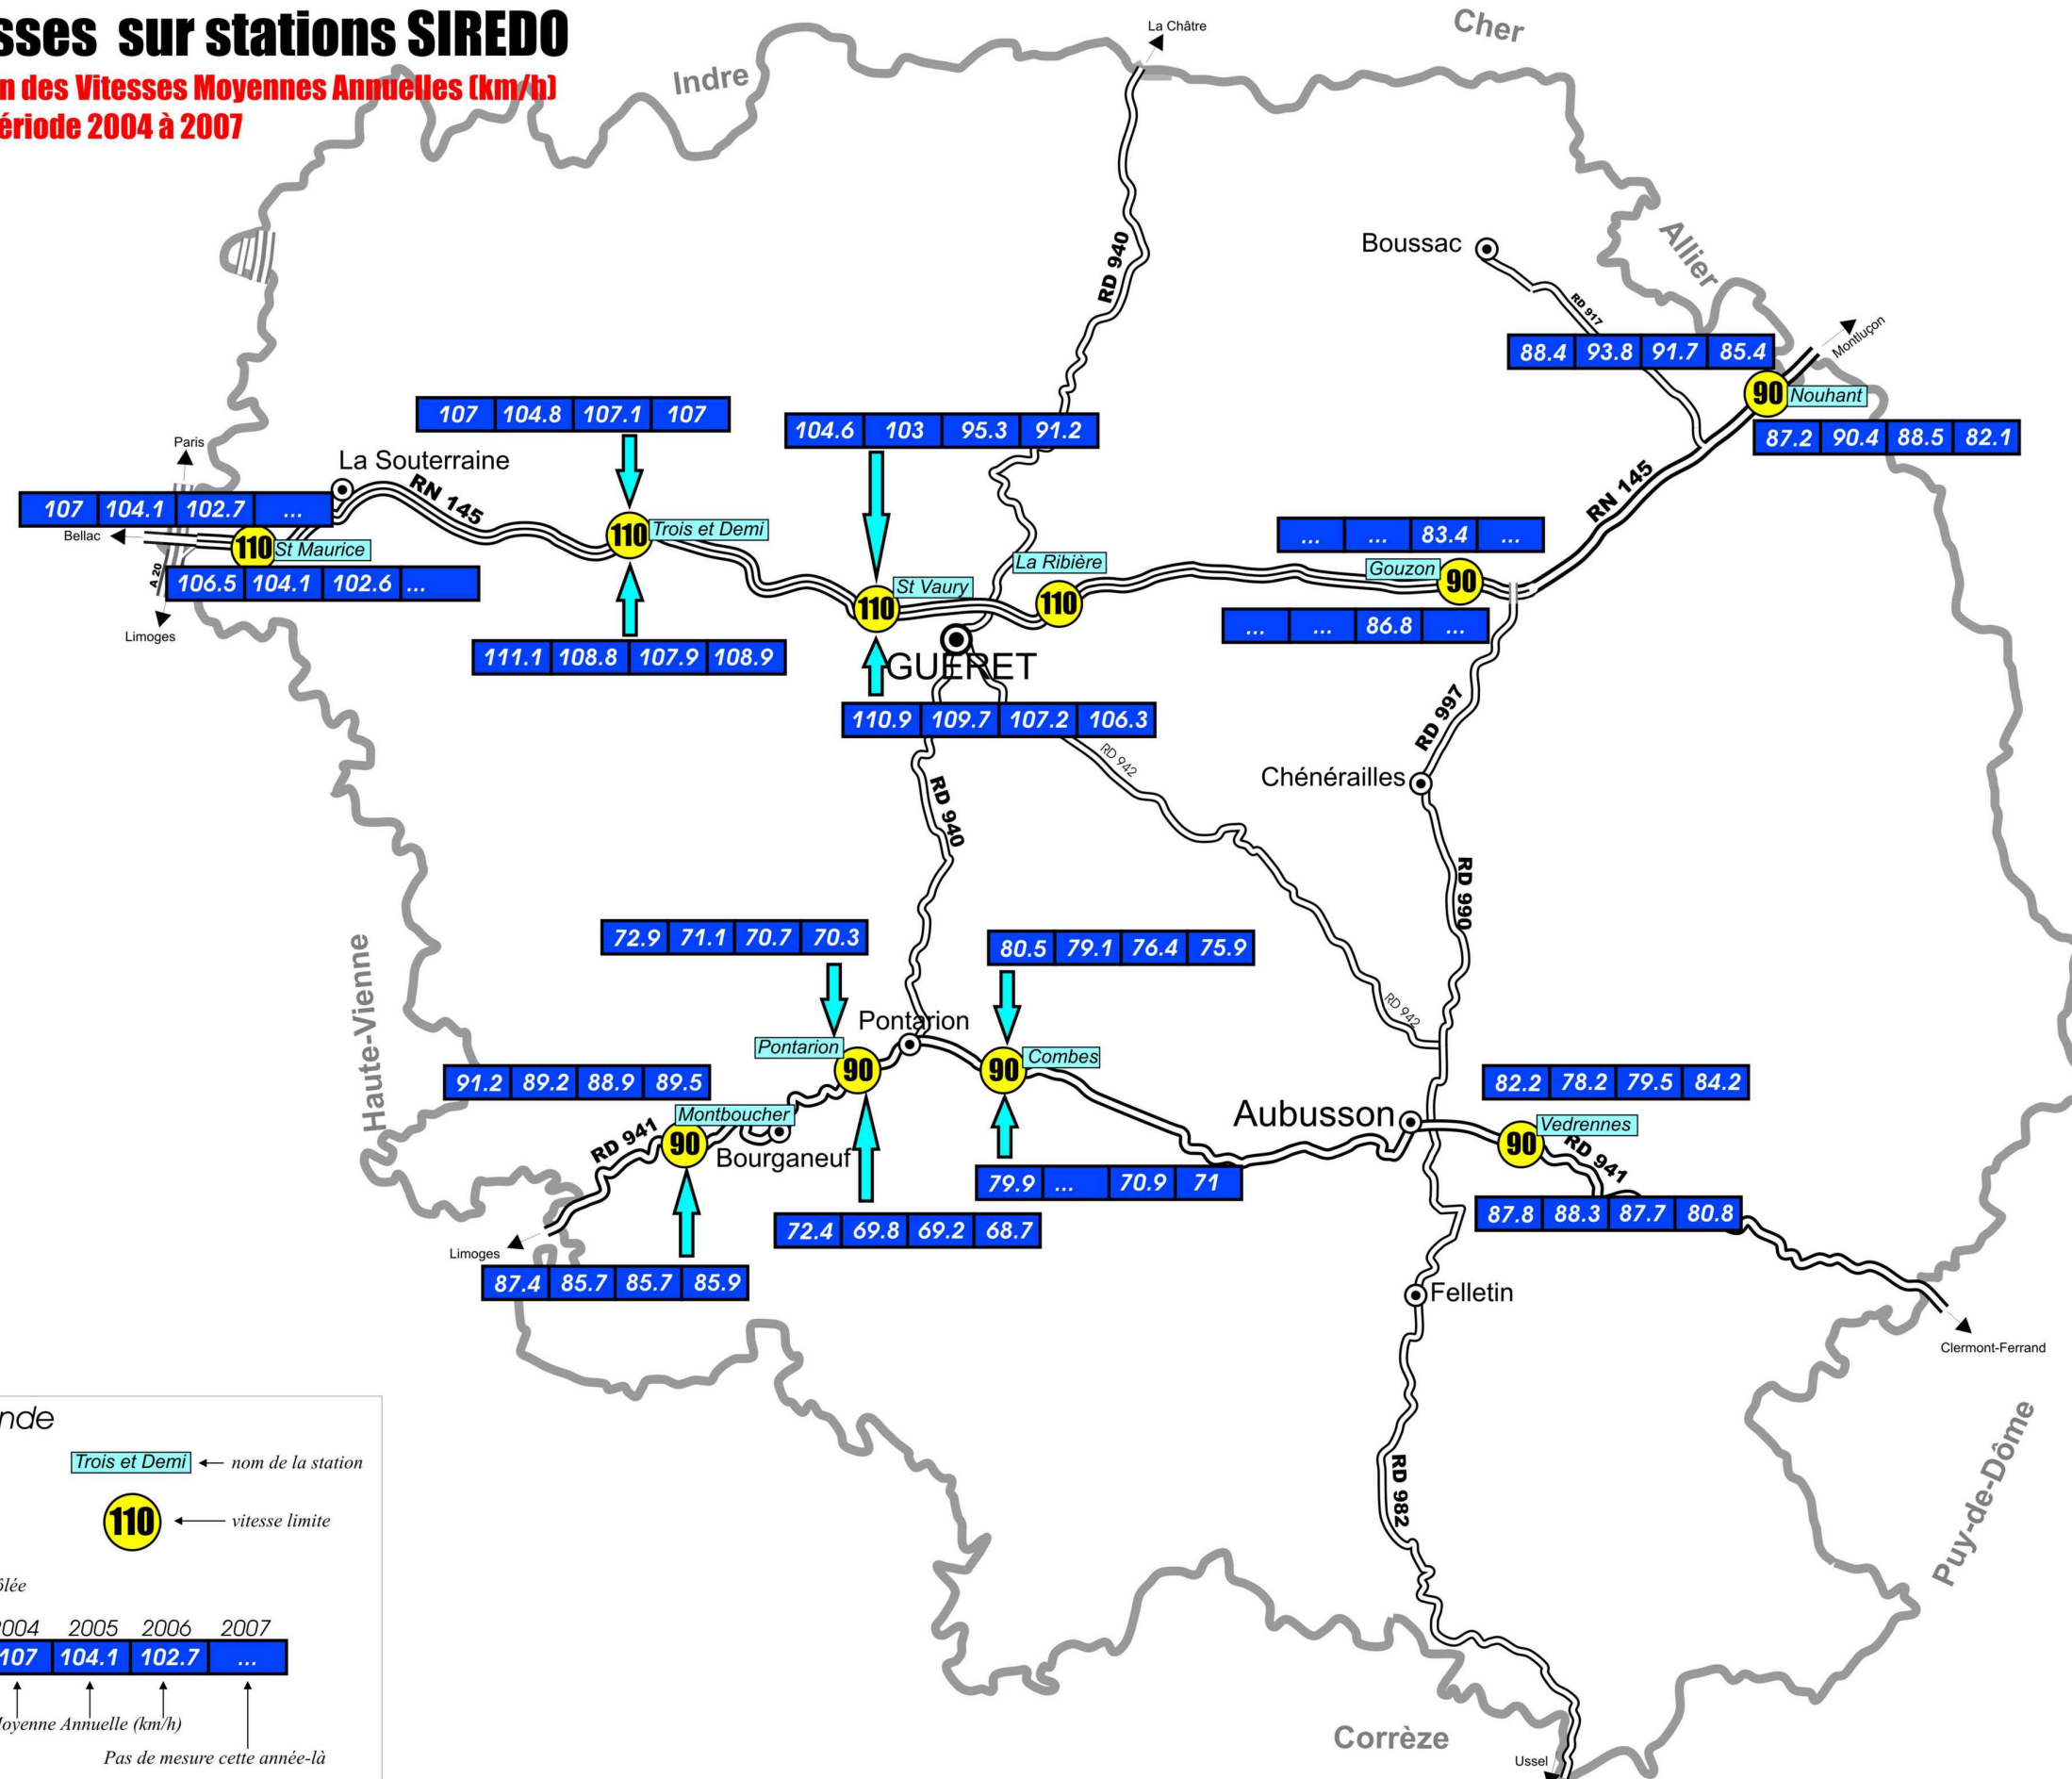 sses sur stations SIREDO
n des Vitesses Moyennes Annuelles (km/h)
ériode 2004 à 2007
La Châtre
Cher
Indre
Allier
RD 940
Boussac
RD 917
88.4 93.8 91.7 85.4
Montluçon
90 Nouhant
87.2 90.4 88.5 82.1
107 104.8 107.1 107
104.6 103 95.3 91.2
Paris
La Souterraine
RN 145
RN 145
107 104.1 102.7 ...
Bellac
110 St Maurice
110 Trois et Demi
A 20
106.5 104.1 102.6 ...
Limoges
La Ribière
110
St Vaury
110
... ... 83.4 ...
Gouzon 90
... ... 86.8 ...
111.1 108.8 107.9 108.9
GUERET
110.9 109.7 107.2 106.3
RD 942
RD 997
Chénérailles
RD 940
RD 990
72.9 71.1 70.7 70.3
80.5 79.1 76.4 75.9
Haute-Vienne
RD 942
Pontarion
Pontarion
90
90 Combes
91.2 89.2 88.9 89.5
82.2 78.2 79.5 84.2
Montboucher
90
RD 941
Bourganeuf
Aubusson
Vedrennes
90
RD 941
79.9 ... 70.9 71
87.8 88.3 87.7 80.8
72.4 69.8 69.2 68.7
Limoges
87.4 85.7 85.7 85.9
Felletin
Clermont-Ferrand
Puy-de-Dôme
RD 982
Corrèze
Ussel
nde
Trois et Demi nom de la station
110 vitesse limite
ôlée
2004 2005 2006 2007
107 104.1 102.7 ...
Moyenne Annuelle (km/h)
Pas de mesure cette année-là